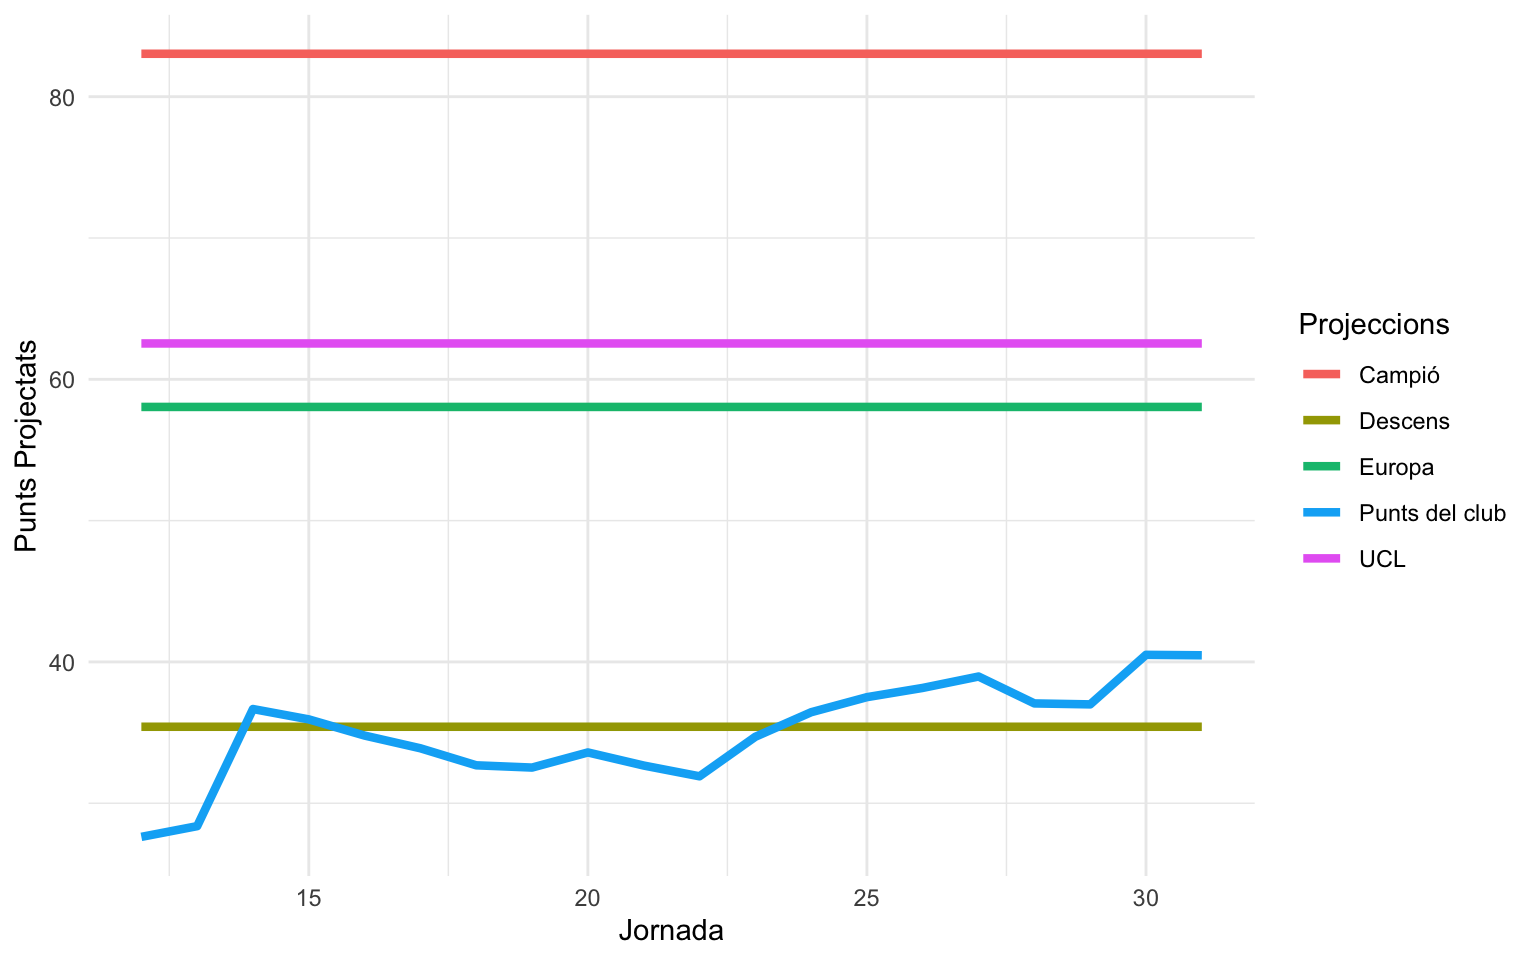 80
60
40
Punts Projectats
15
20
25
30
Jornada
Projeccions
Campió
Descens
Europa
Punts del club
UCL